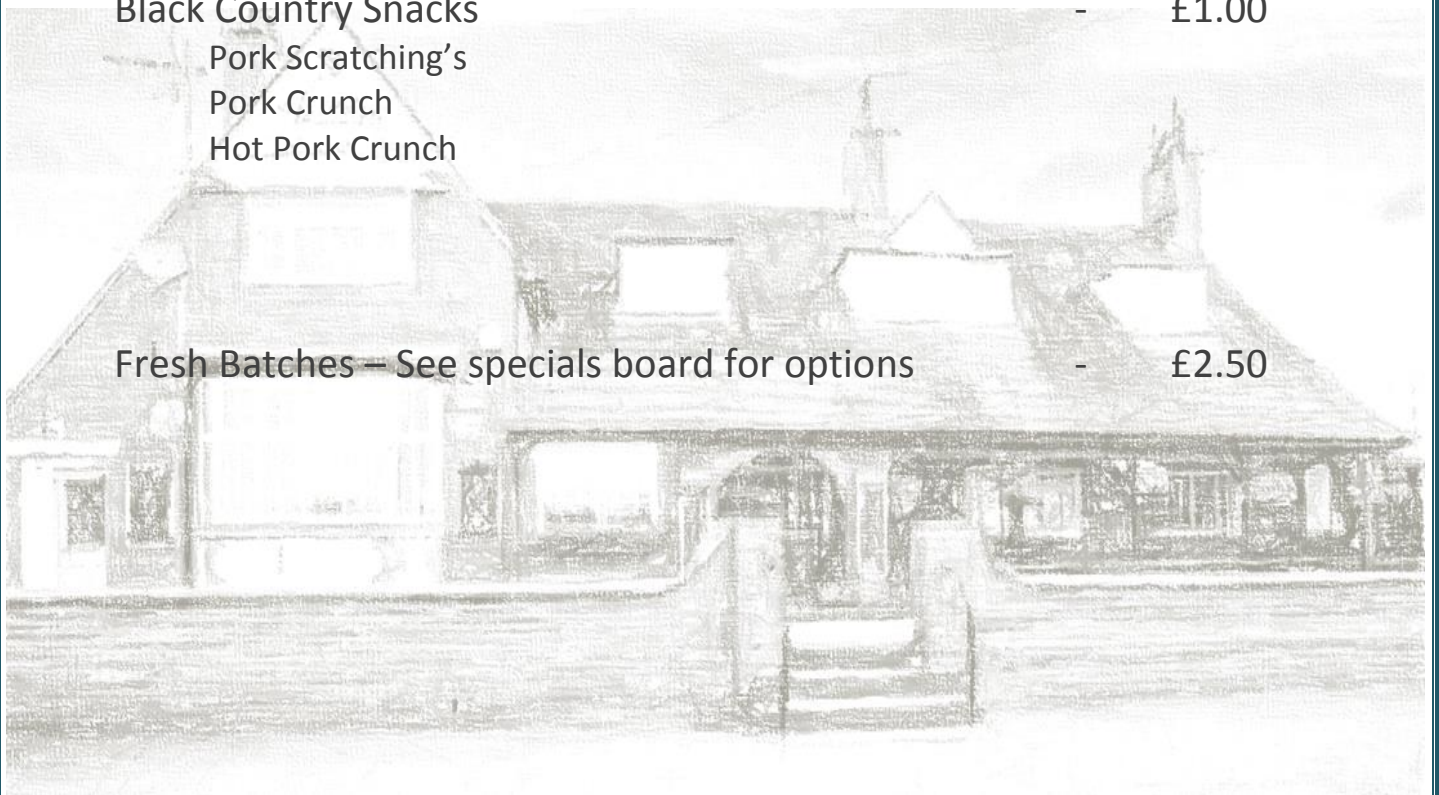 Black Country Snacks - £1.00
Pork Scratching’s
Pork Crunch
Hot Pork Crunch
Fresh Batches – See specials board for options - £2.50